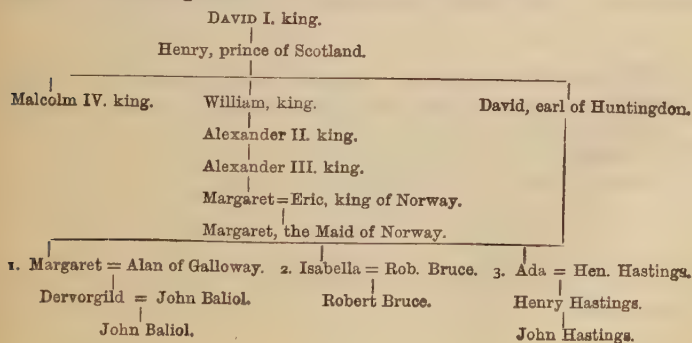 DAVID I. king.
Henry, prince of Scotland.
Malcolm IV. king. William, king. David, earl of Huntingdon.
Alexander II. king.
Alexander III. king.
Margaret=Eric, king of Norway.
Margaret, the Maid of Norway.
1. Margaret = Alan of Galloway. 2. Isabella = Rob. Bruce. 3. Ada = Hen. Hastings.
Dervorgild = John Baliol. Robert Bruce. Henry Hastings.
John Baliol. John Hastings.